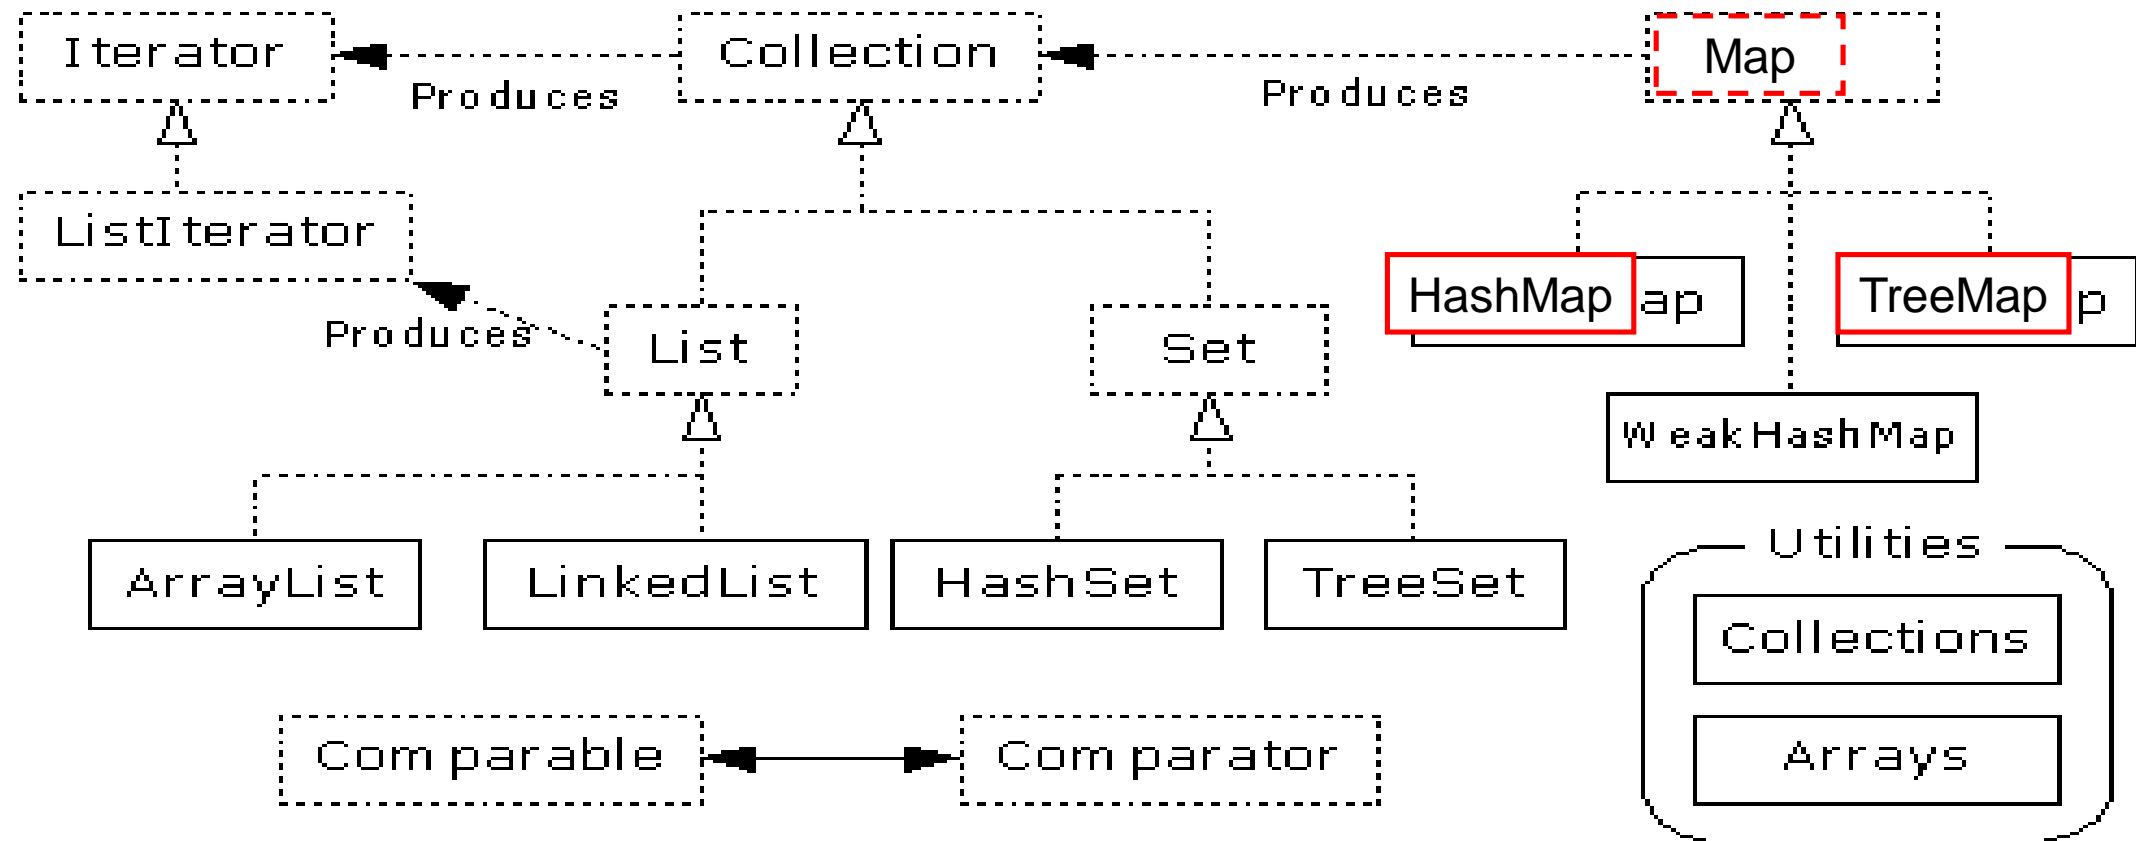 Iterator
Collection
Map
Produces
Produces
ListIterator
HashMap
ap
TreeMap
p
Produces
List
Set
WeakHashMap
Utilities
ArrayList
LinkedList
HashSet
TreeSet
Collections
Comparable
Comparator
Arrays